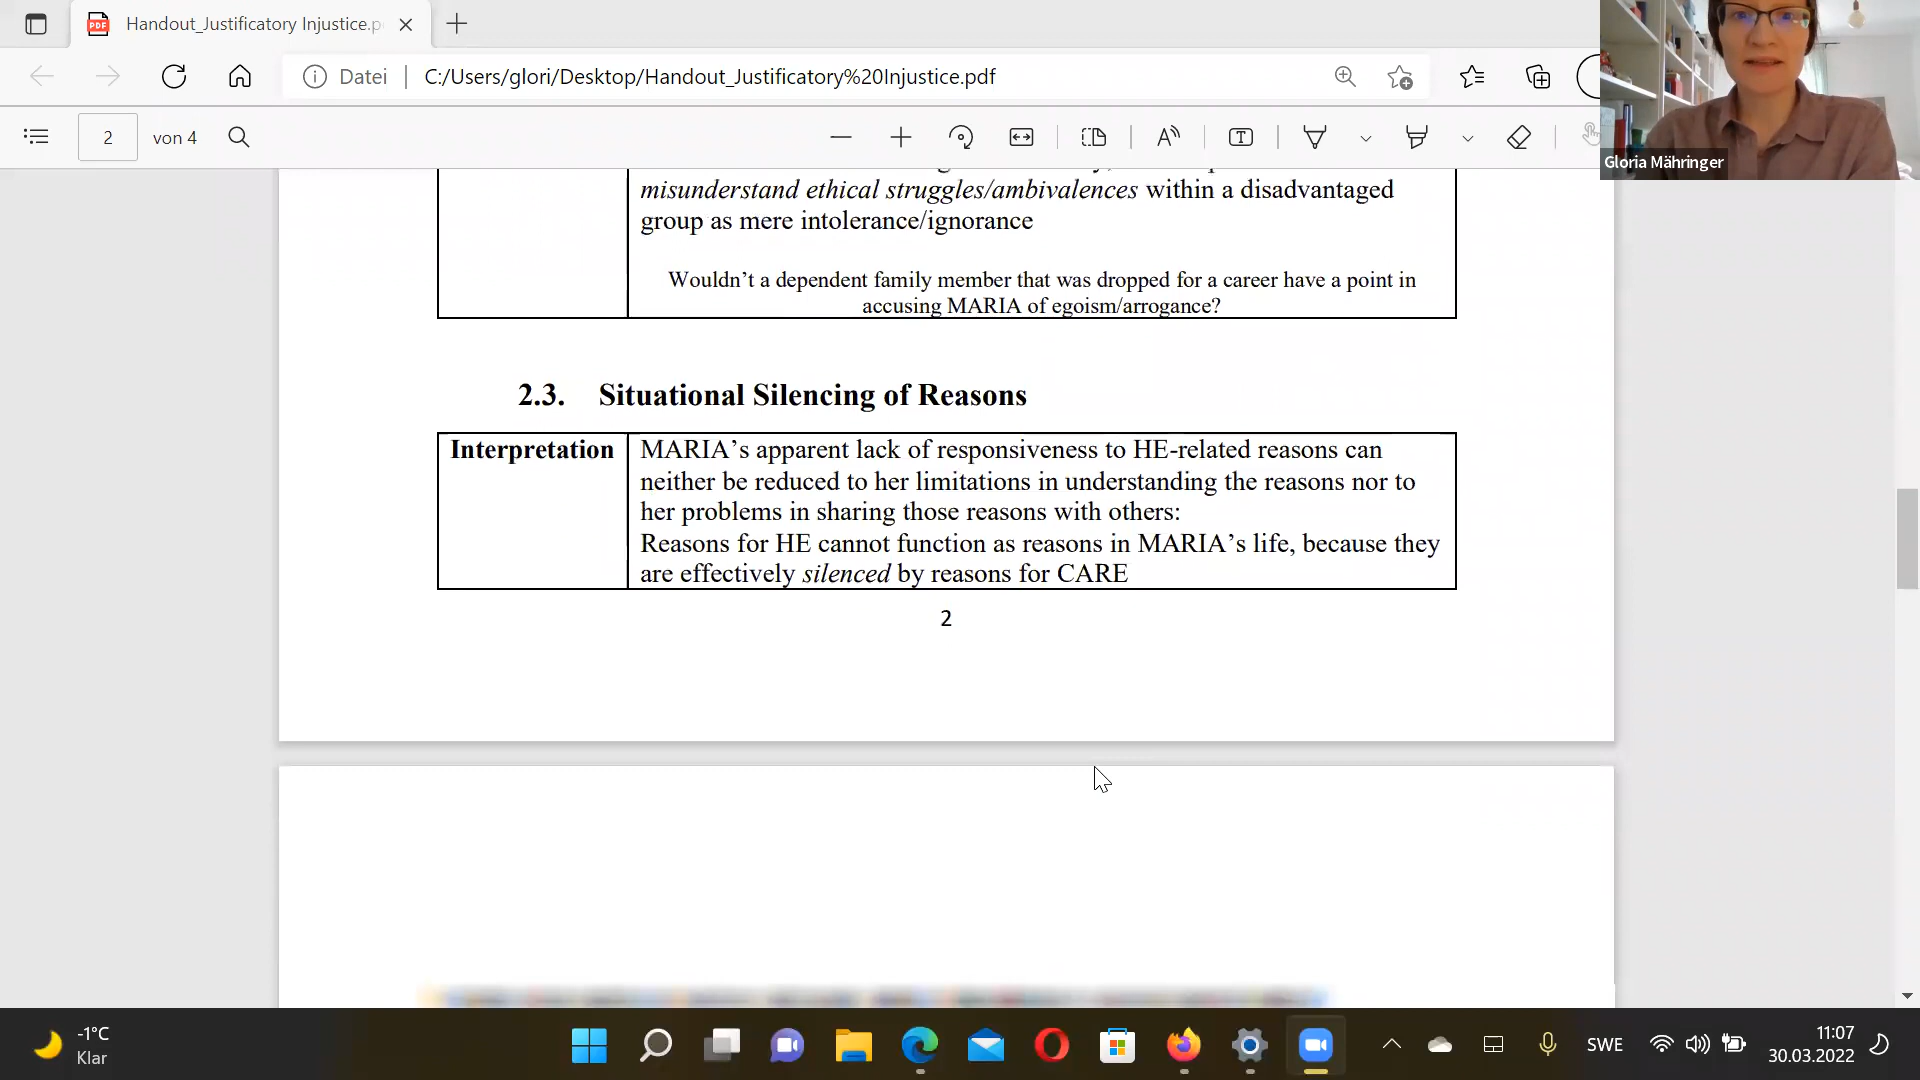 Handout_Justificatory Injustice.p
Datei
C:/Users/glori/Desktop/Handout_Justificatory%20Injustice.pdf
2 von 4
Gloria Mähringer
misunderstand ethical struggles/ambivalences within a disadvantaged
group as mere intolerance/ignorance
Wouldn’t a dependent family member that was dropped for a career have a point in
accusing MARIA of egoism/arrogance?
2.3. Situational Silencing of Reasons
Interpretation
MARIA’s apparent lack of responsiveness to HE-related reasons can
neither be reduced to her limitations in understanding the reasons nor to
her problems in sharing those reasons with others:
Reasons for HE cannot function as reasons in MARIA’s life, because they
are effectively silenced by reasons for CARE
2
-1°C
Klar
SWE
11:07
30.03.2022